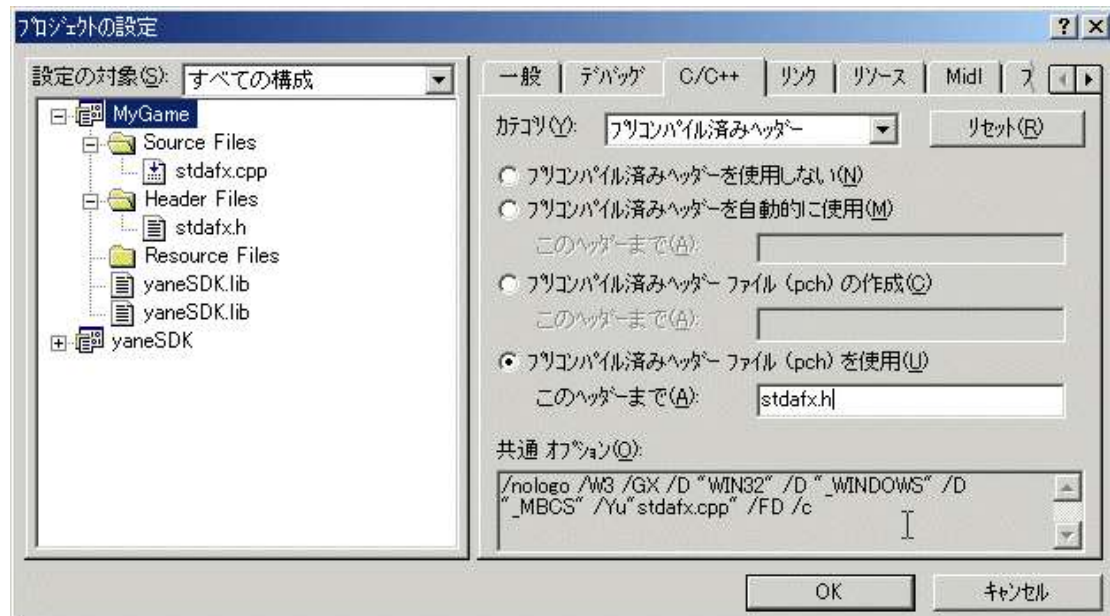 プロジェクトの設定
設定の対象(S): すべての構成
MyGame
Source Files
stdafx.cpp
Header Files
stdafx.h
Resource Files
yaneSDK.lib
yaneSDK.lib
yaneSDK
一般 デバッグ C/C++ リンク リソース Midl ブ
カテゴリ(Y): プリコンパイル済みヘッダー リセット(R)
プリコンパイル済みヘッダーを使用しない(N)
プリコンパイル済みヘッダーを自動的に使用(M)
このヘッダーまで(A):
プリコンパイル済みヘッダー ファイル (pch) の作成(C)
このヘッダーまで(A):
プリコンパイル済みヘッダー ファイル (pch) を使用(U)
このヘッダーまで(A): stdafx.h
共通 オプション(O):
/nologo /W3 /GX /D "WIN32" /D "_WINDOWS" /D
"_MBCS" /Yu"stdafx.cpp" /FD /c
OK キャンセル